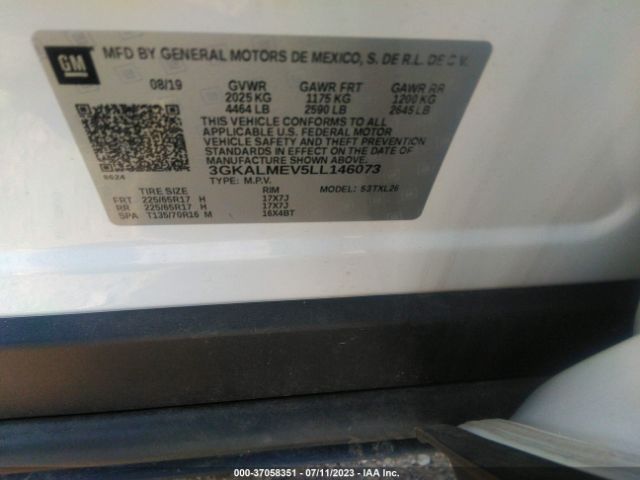 GM MFD BY GENERAL MOTORS DE MEXICO, S. DE R.L. DE C.V.
08/19 GVWR GAWR FRT GAWR RR
2025 KG 1175 KG 1200 KG
4464 LB 2590 LB 2645 LB
THIS VEHICLE CONFORMS TO ALL
APPLICABLE U.S. FEDERAL MOTOR
VEHICLE SAFETY AND THEFT PREVENTION
STANDARDS IN EFFECT ON THE DATE OF
MANUFACTURE SHOWN ABOVE.
3GKALMEV5LL146073
TYPE: M.P.V. MODEL: S3TXL26
8624
TIRE SIZE RIM
FRT 225/65R17 H 17X7J
RR 225/65R17 H 17X7J
SPA T135/70R16 M 16X4BT
000-37058351 | 07/11/2023 | © IAA Inc.